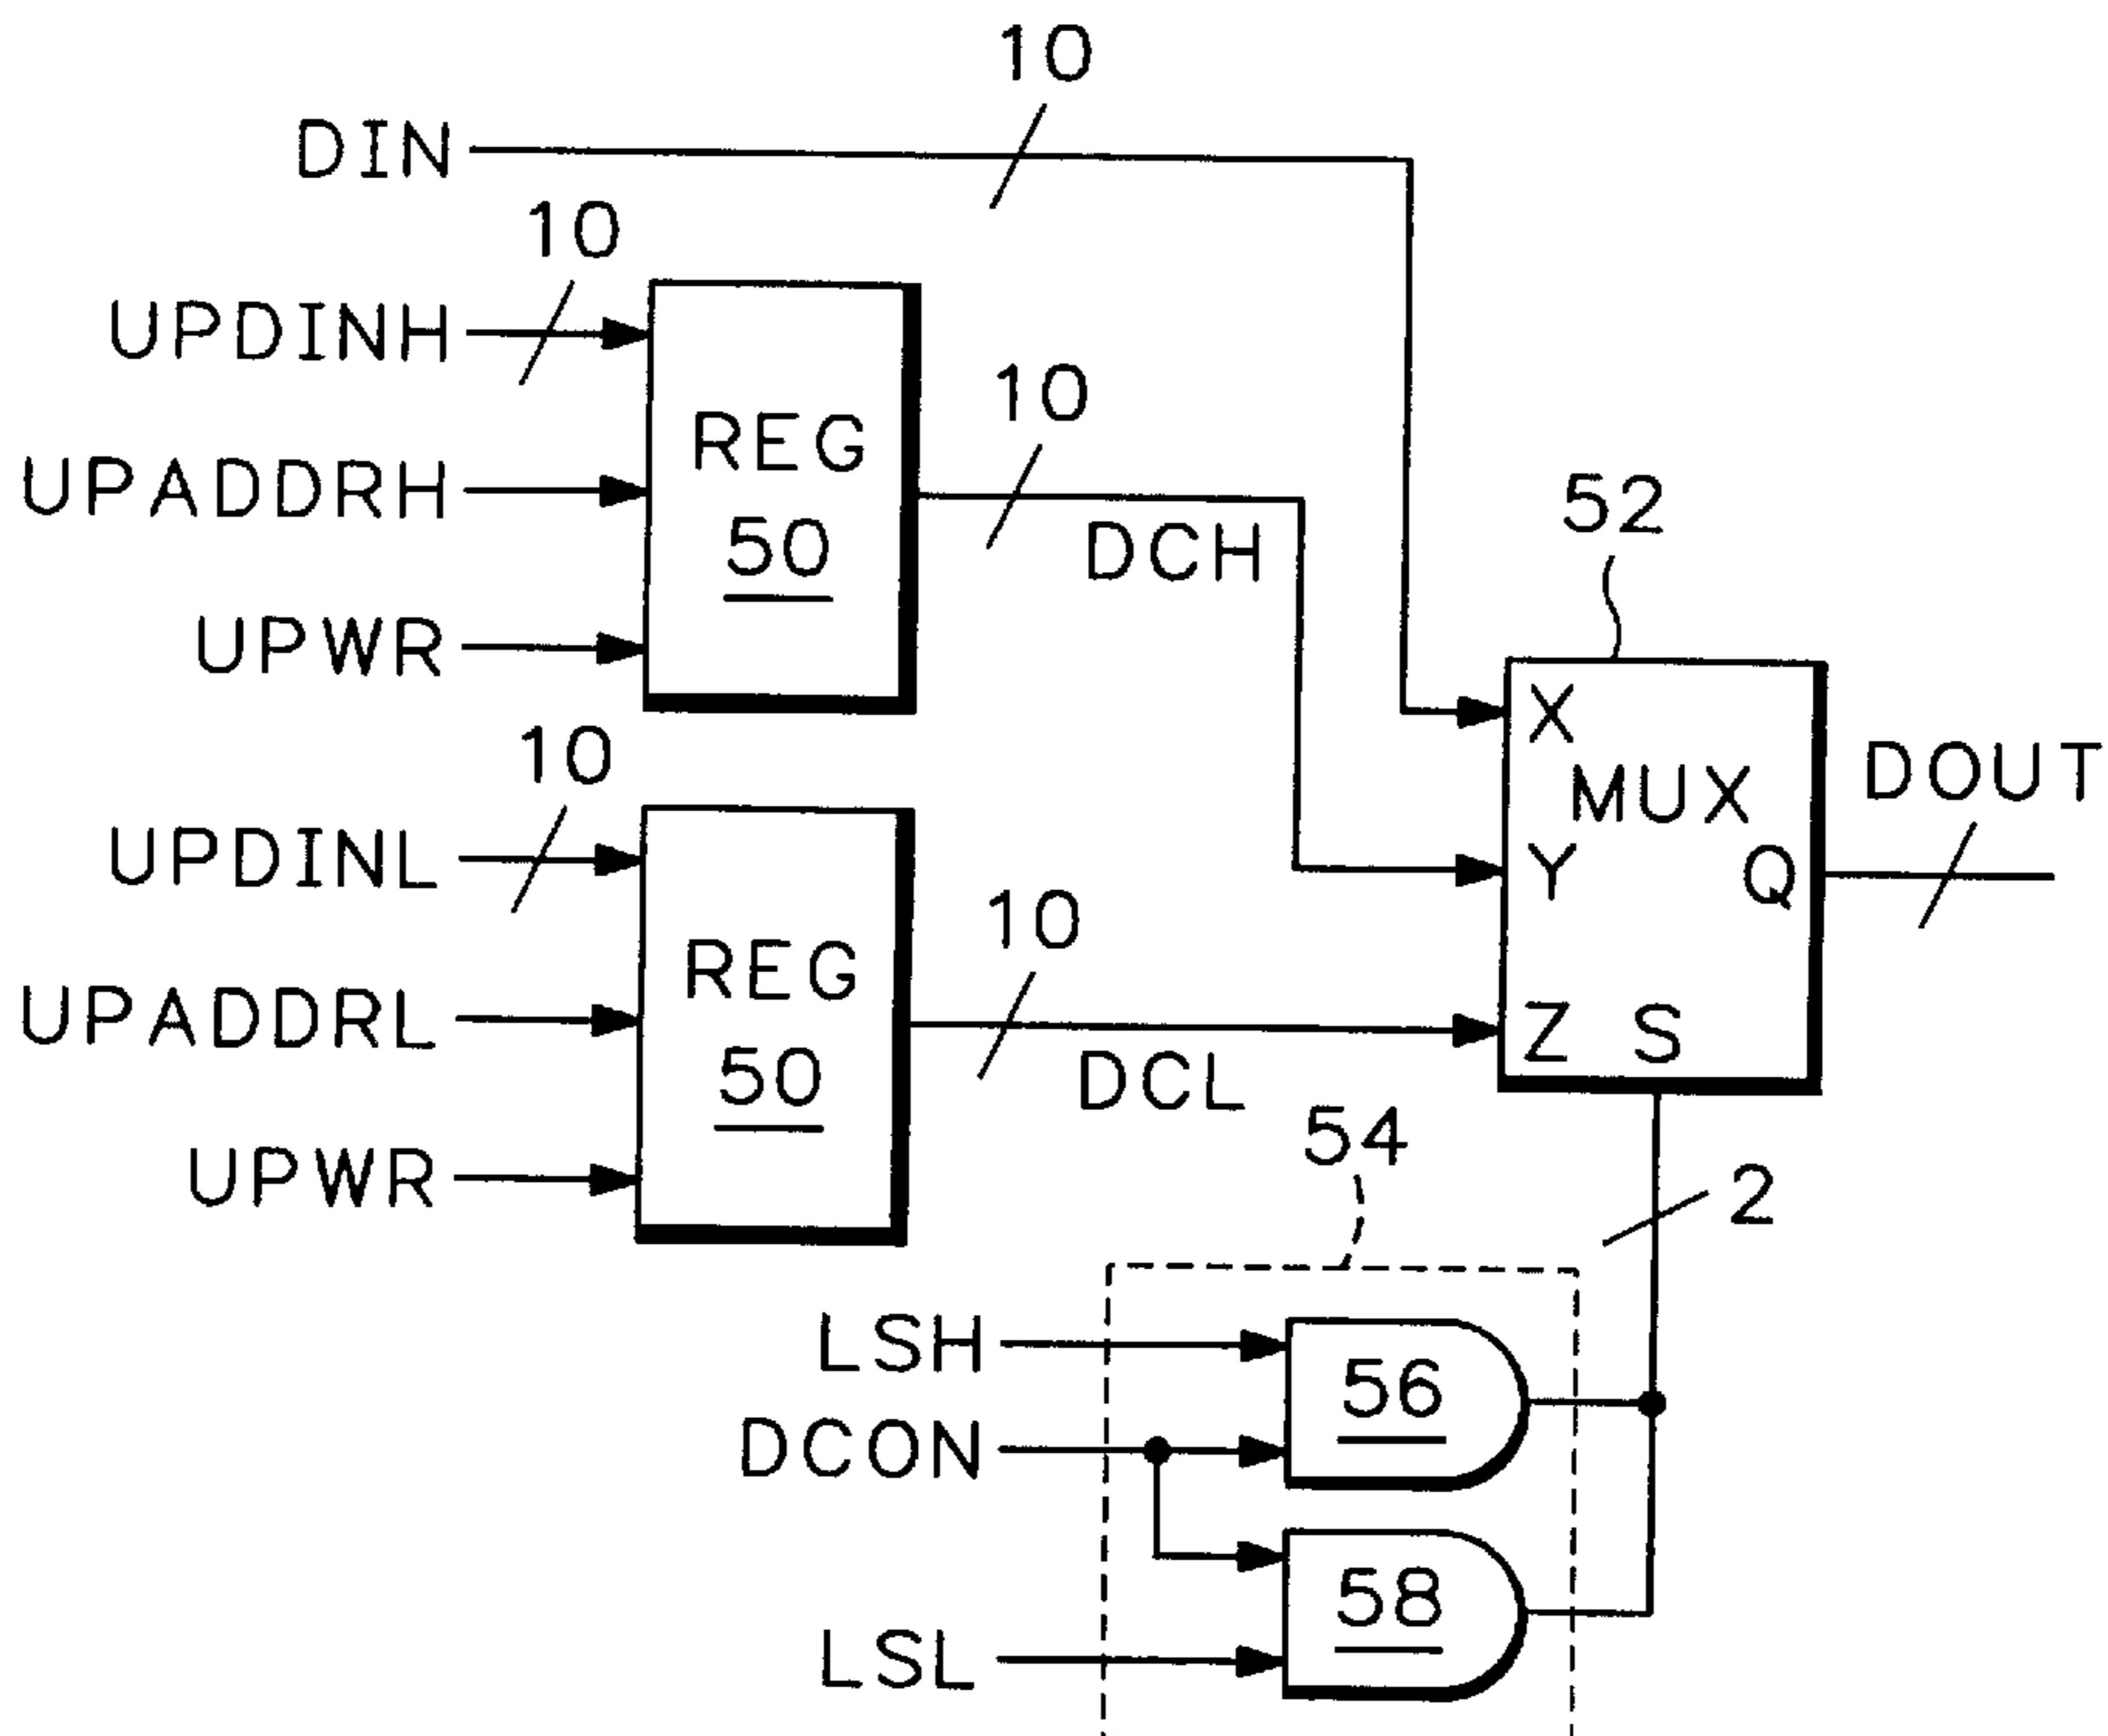 10
DIN
10
UPDINH
10
REG
UPADDRH
50
DCH
52
UPWR
X
10
MUX
DOUT
UPDINL
Y
Q
10
REG
UPADDRL
Z S
50
DCL
54
UPWR
2
LSH
56
DCON
58
LSL